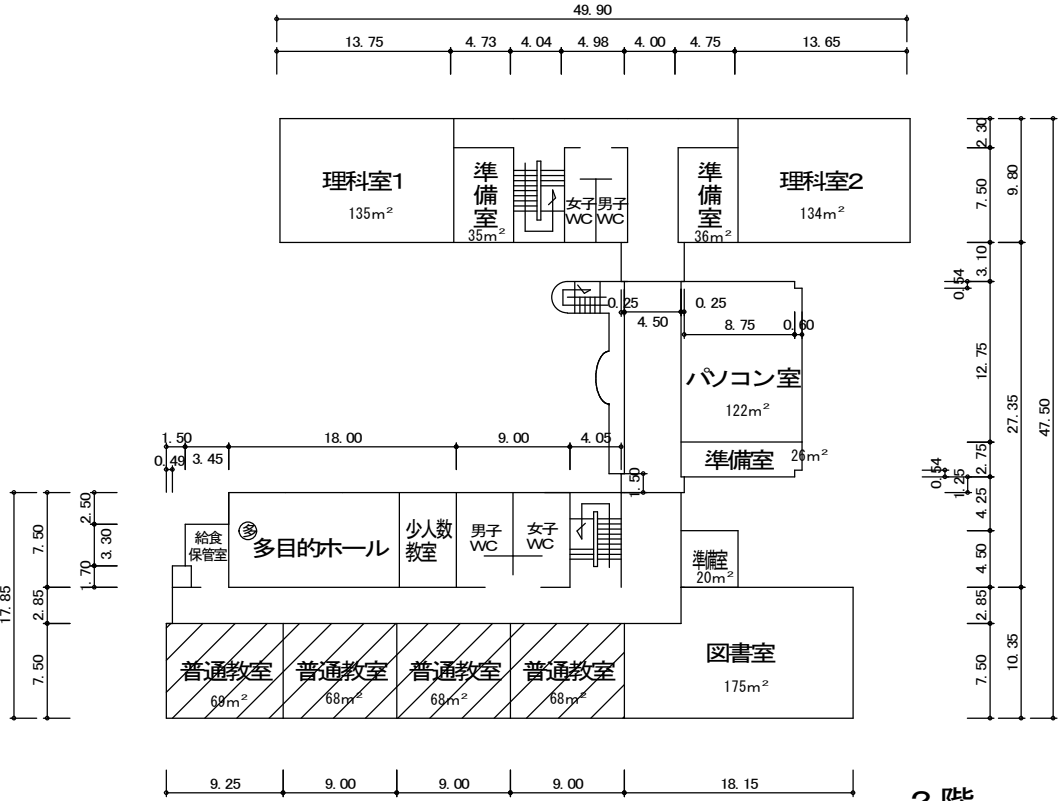 49.90
13.75 4.73 4.04 4.98 4.00 4.75 13.65
理科室1
135m²
準備室
35m²
女子WC
男子WC
準備室
36m²
理科室2
134m²
2.30
7.50
9.80
3.10
0.54
0.25 0.25
4.50
8.75 0.60
パソコン室
122m²
12.75
27.35
47.50
準備室 26m²
2.75
0.54
1.25
4.25
1.50
1.50 18.00 9.00 4.05
0.49 3.45
17.85
7.50
2.50
3.30
1.70
2.85
7.50
給食
保管室
多
多目的ホール
少人数
教室
男子
WC
女子
WC
準備室
20m²
4.50
2.85
7.50
10.35
普通教室
69m²
普通教室
68m²
普通教室
68m²
普通教室
68m²
図書室
175m²
9.25 9.00 9.00 9.00 18.15